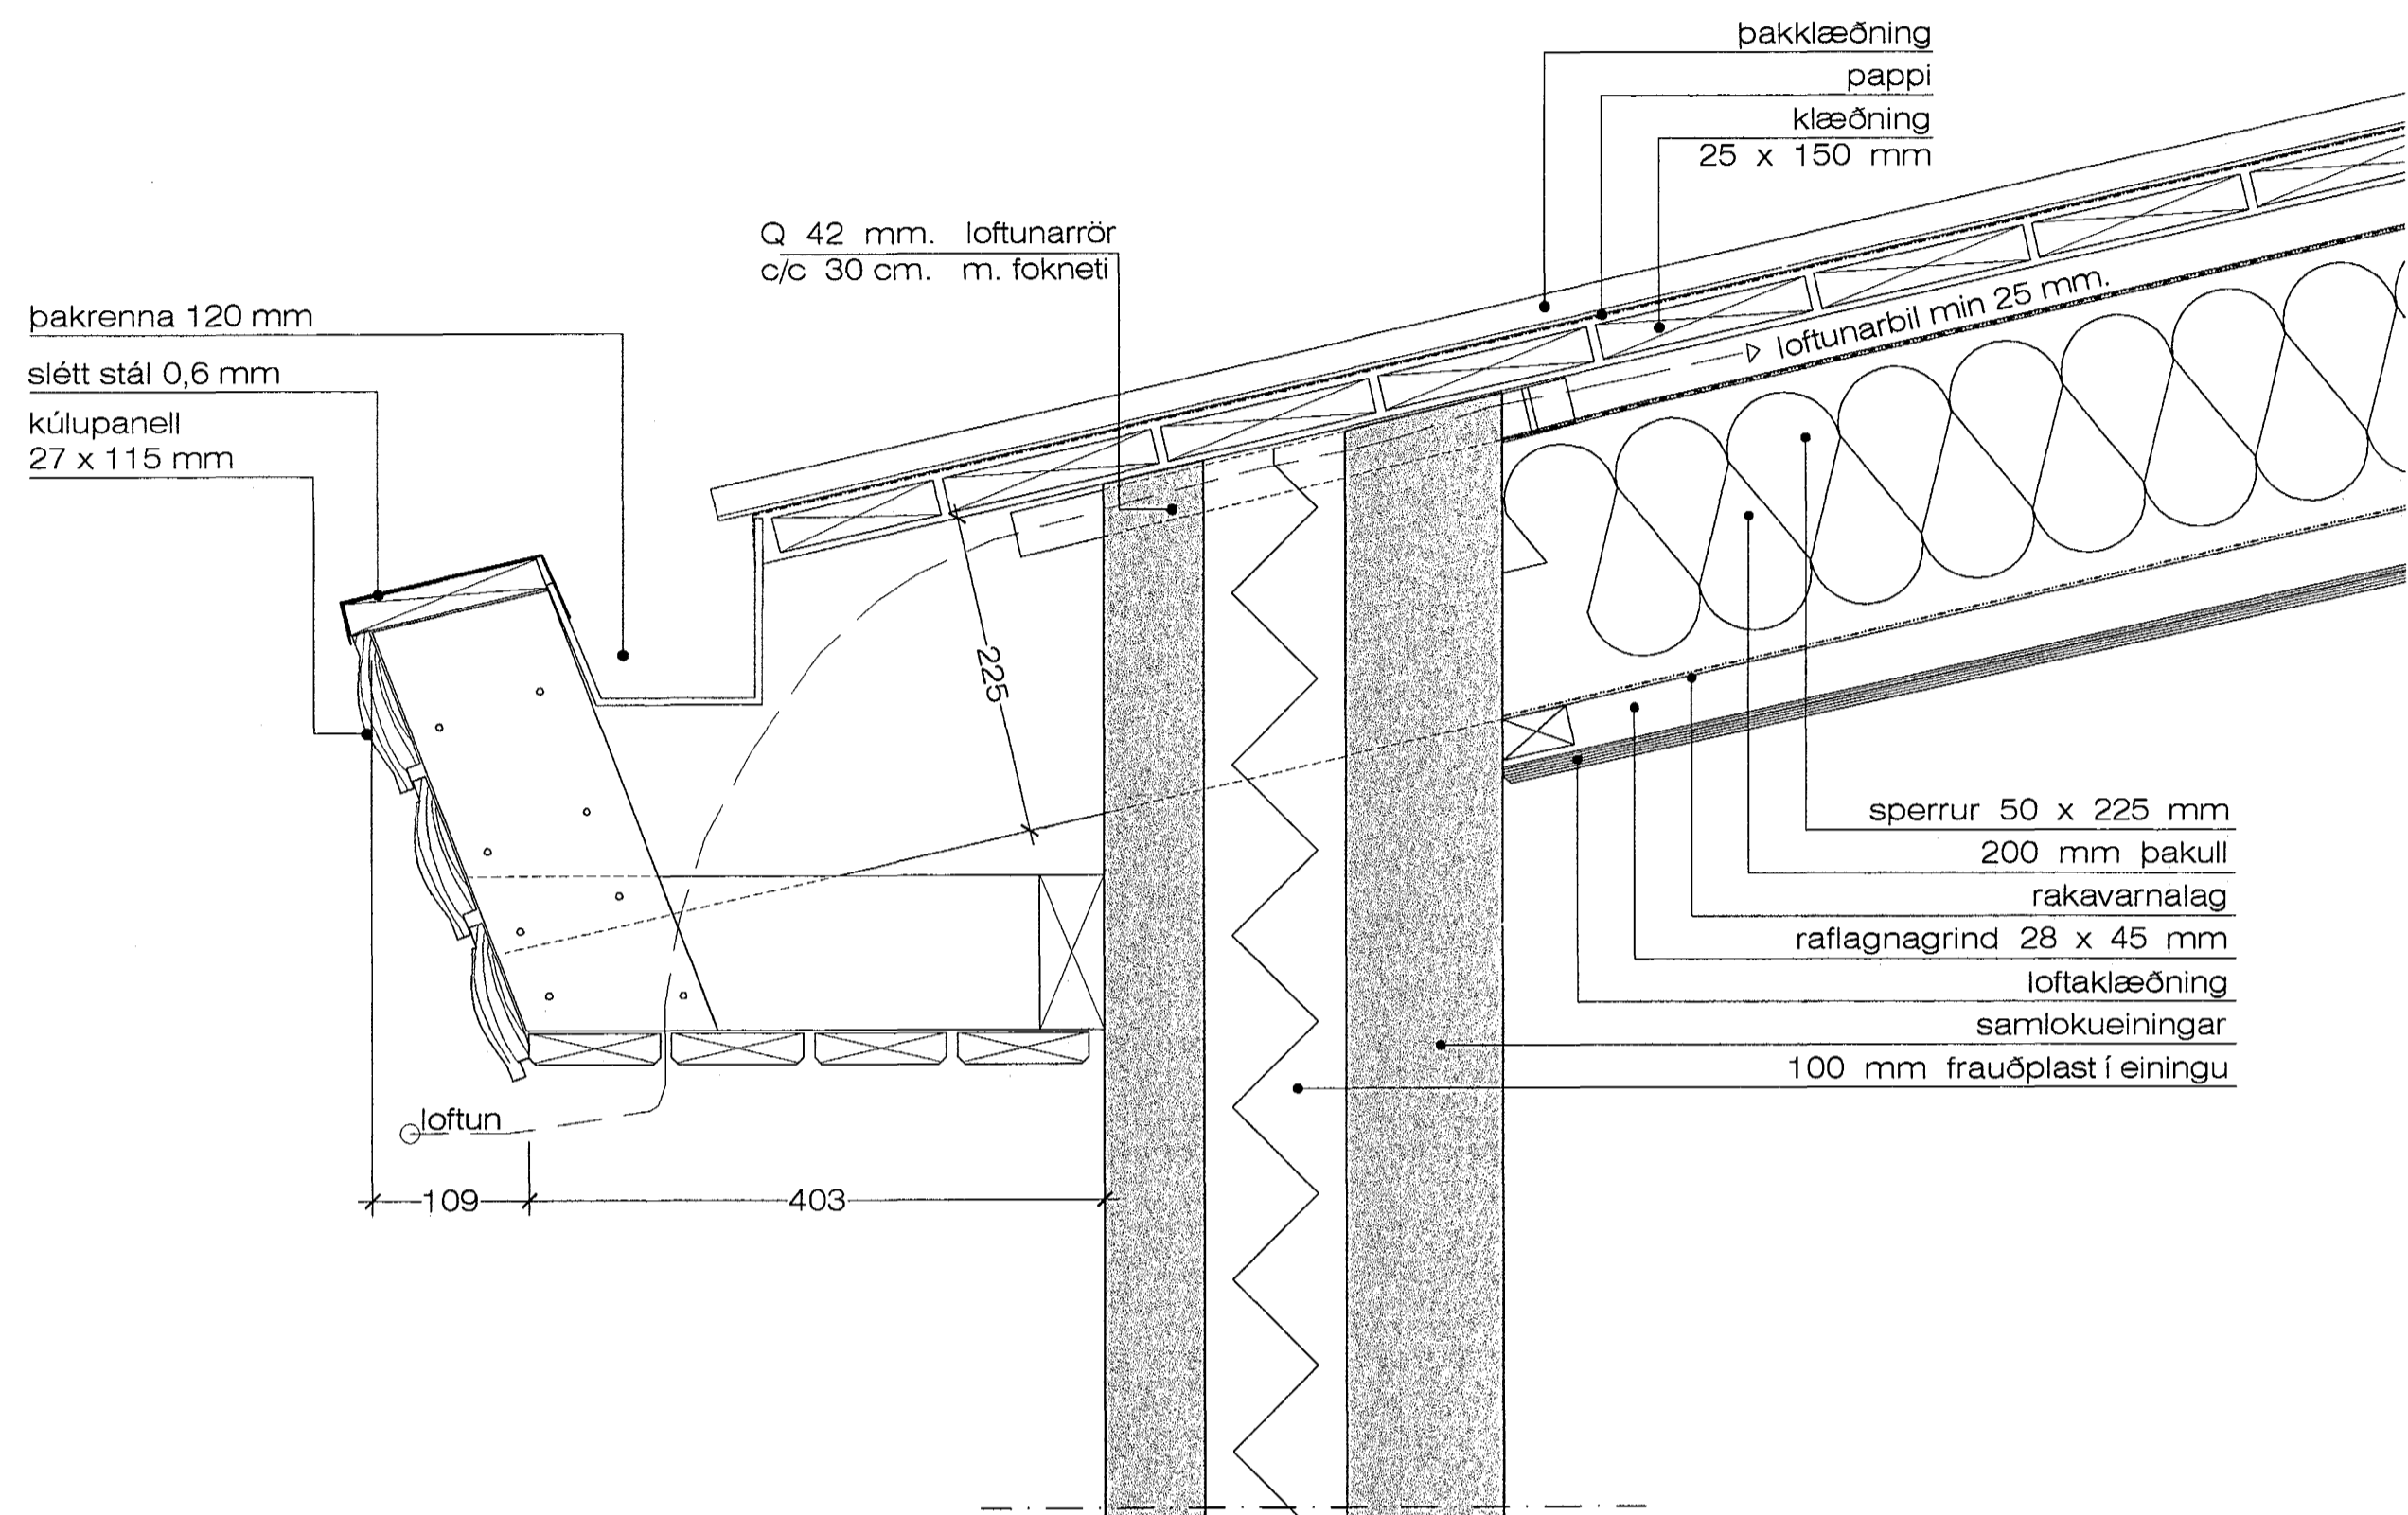 þakklæðning
pappi
klæðning
25 x 150 mm
Q 42 mm. loftunarrör
c/c 30 cm. m. fokneti
þakrenna 120 mm
slétt stál 0,6 mm
kúlupanell
27 x 115 mm
loftunarbil min 25 mm.
225
sperrur 50 x 225 mm
200 mm þakull
rakavarnalag
raflagnagrind 28 x 45 mm
loftaklæðning
samlokueiningar
100 mm frauðplast í einingu
loftun
109
403